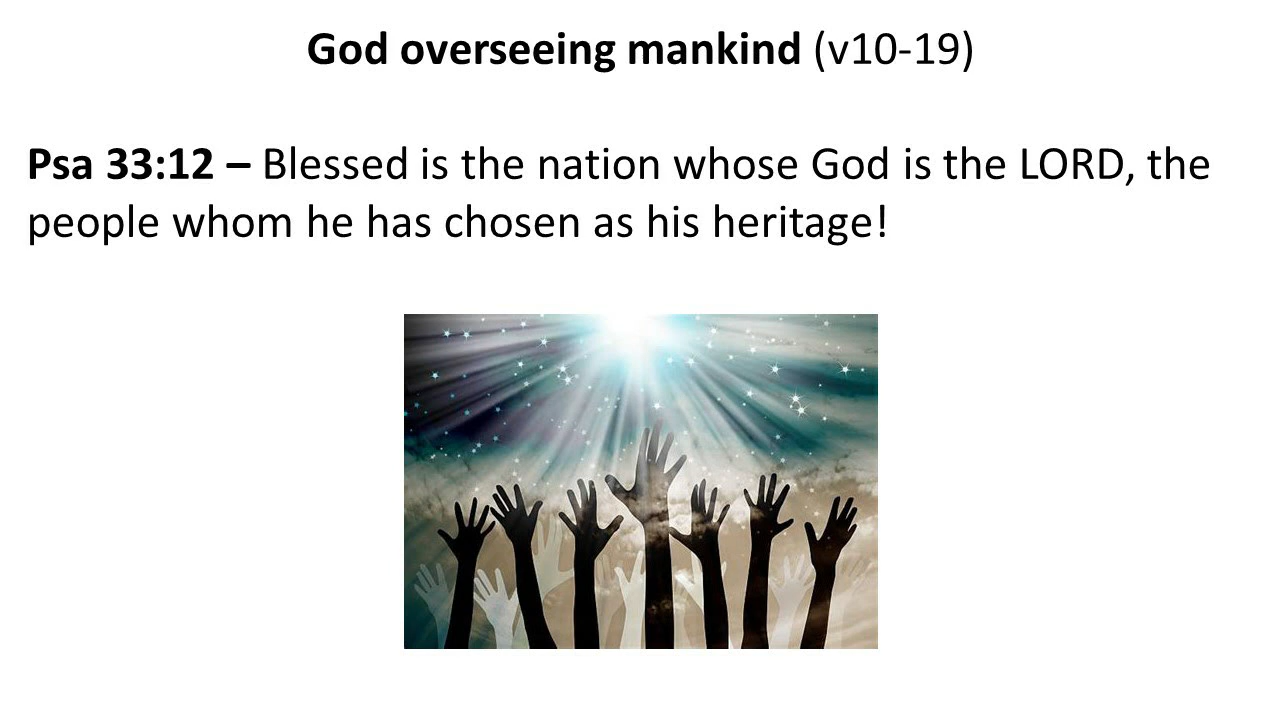 God overseeing mankind (v10-19)
Psa 33:12 – Blessed is the nation whose God is the LORD, the
people whom he has chosen as his heritage!